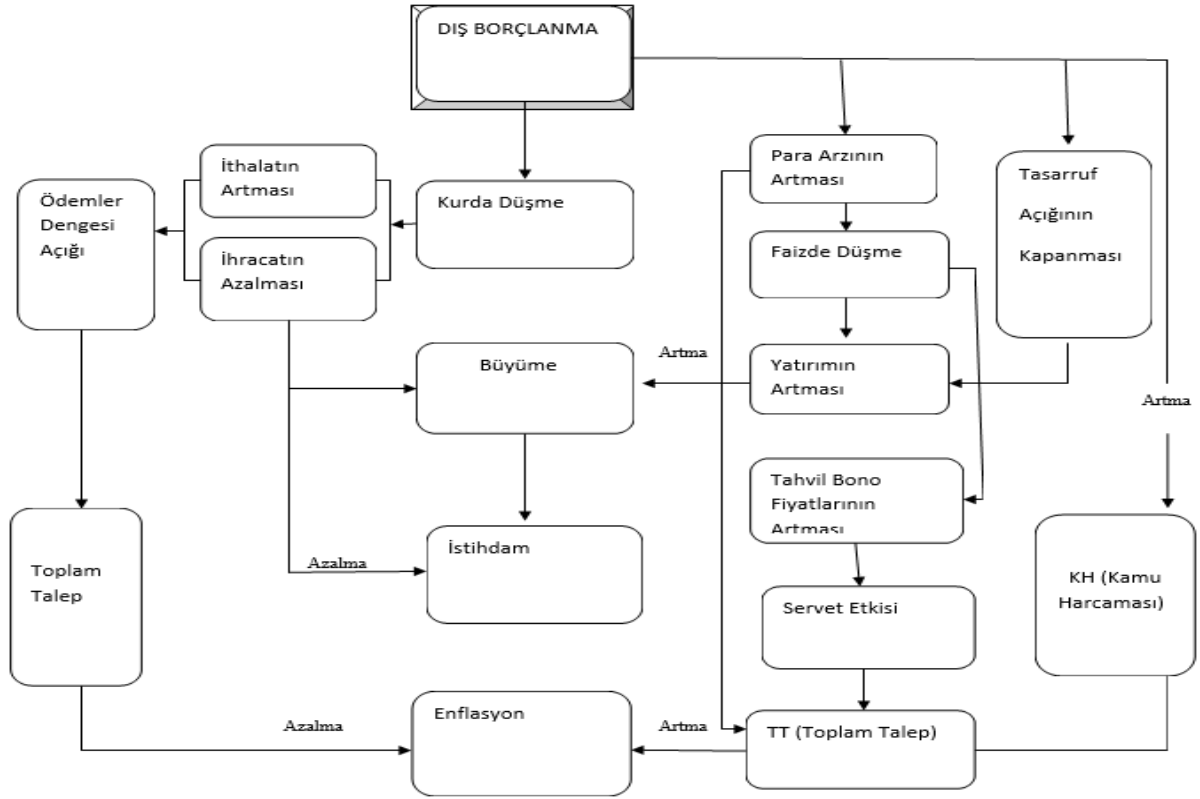 DIŞ BORÇLANMA
Para Arzının
Artması
Tasarruf
Açığının
Kapanması
İthalatın
Artması
Kurda Düşme
Ödemler
Dengesi
Açığı
İhracatın
Azalması
Faizde Düşme
Artma
Büyüme
Yatırımın
Artması
Artma
Tahvil Bono
Fiyatlarının
Artması
Azalma
İstihdam
Toplam
Talep
KH (Kamu
Harcaması)
Servet Etkisi
Azalma
Enflasyon
Artma
TT (Toplam Talep)